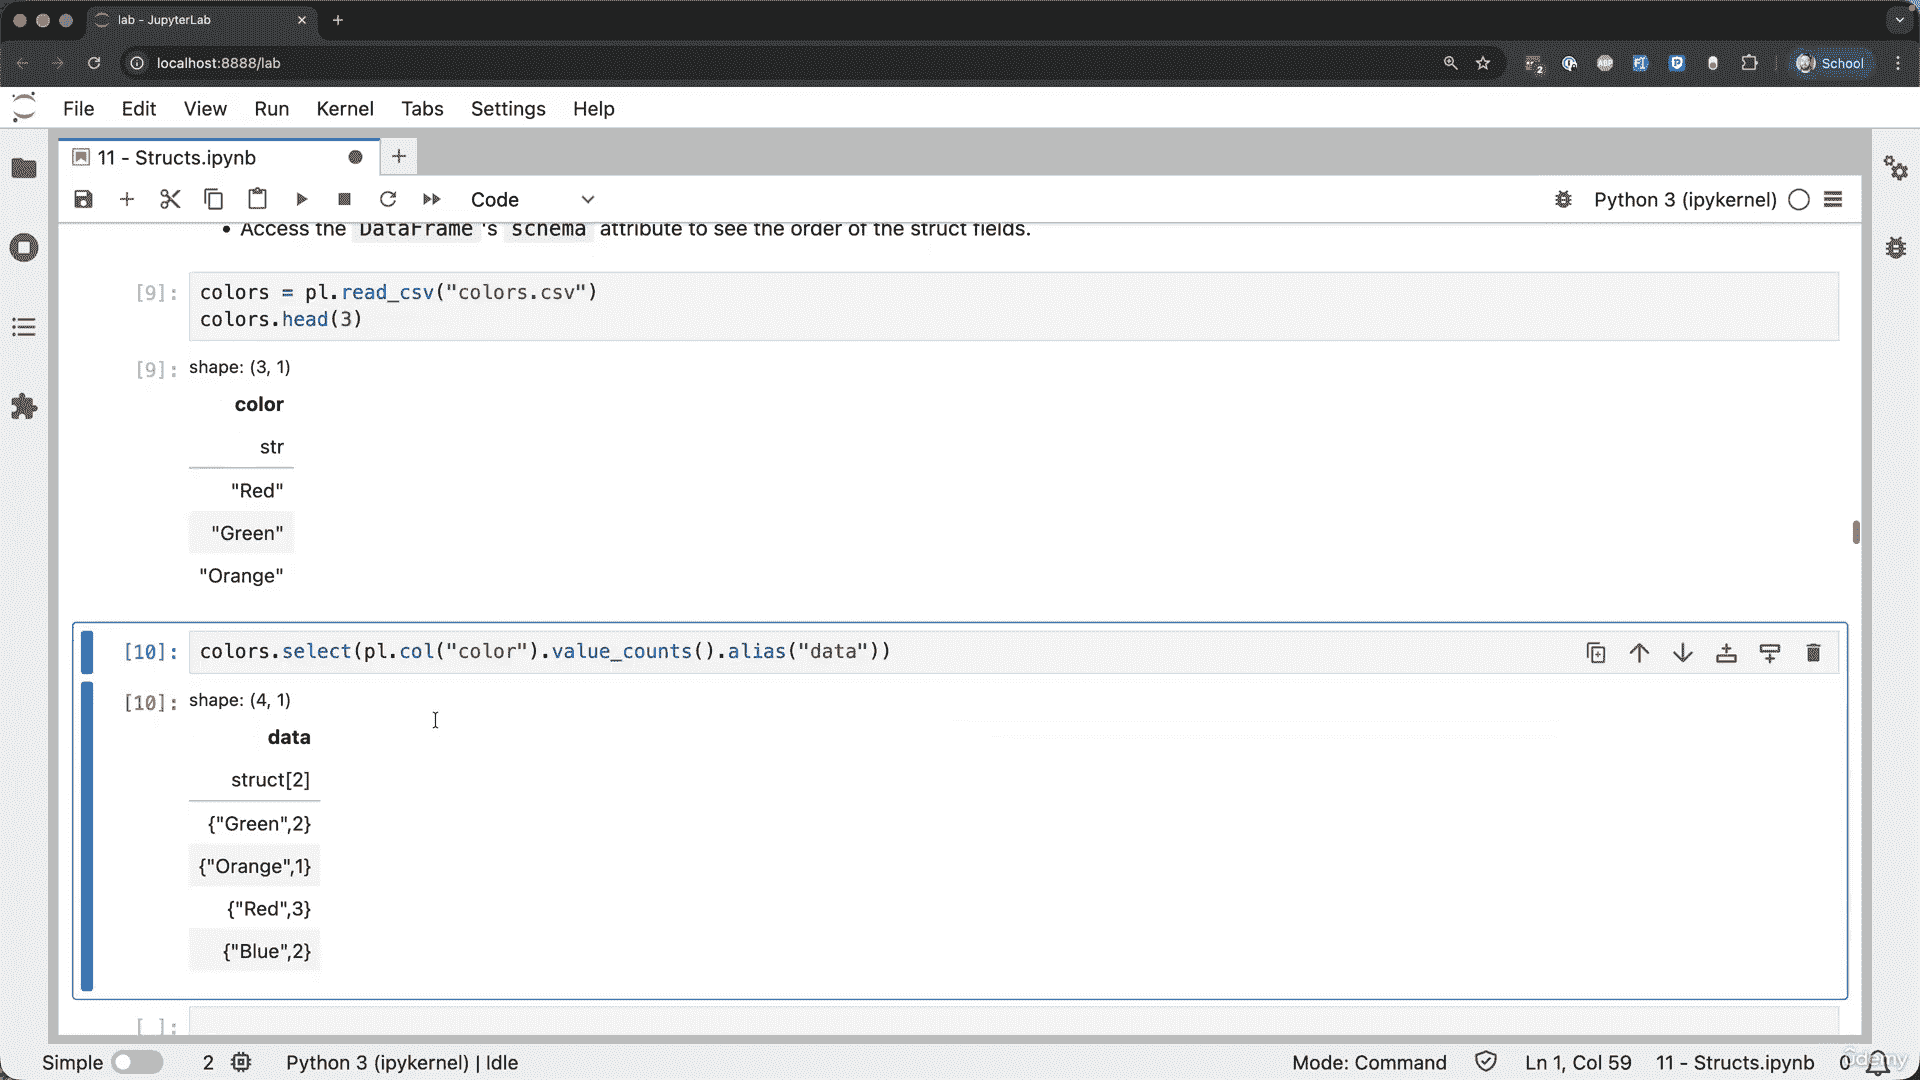 lab - JupyterLab
localhost:8888/lab
2
ABP
School
File Edit View Run Kernel Tabs Settings Help
11 - Structs.ipynb
Code
Python 3 (ipykernel)
• Access the DataFrame 's schema attribute to see the order of the struct fields.
[9]: colors = pl.read_csv("colors.csv")
colors.head(3)
[9]: shape: (3, 1)
color
str
"Red"
"Green"
"Orange"
[10]: colors.select(pl.col("color").value_counts().alias("data"))
[10]: shape: (4, 1)
data
struct[2]
{"Green",2}
{"Orange",1}
{"Red",3}
{"Blue",2}
[ ]:
Simple 2 Python 3 (ipykernel) | Idle Mode: Command Ln 1, Col 59 11 - Structs.ipynb 0
Udemy